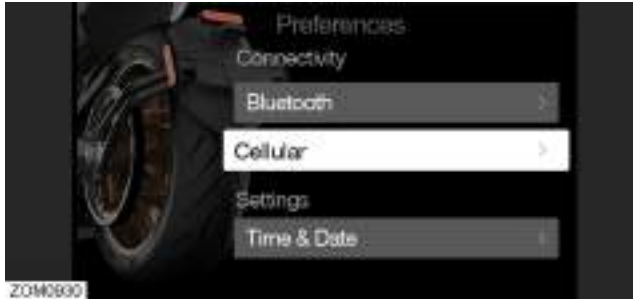 Preferences
Connectivity
Bluetooth
Cellular
Settings
Time & Date
ZOM0930